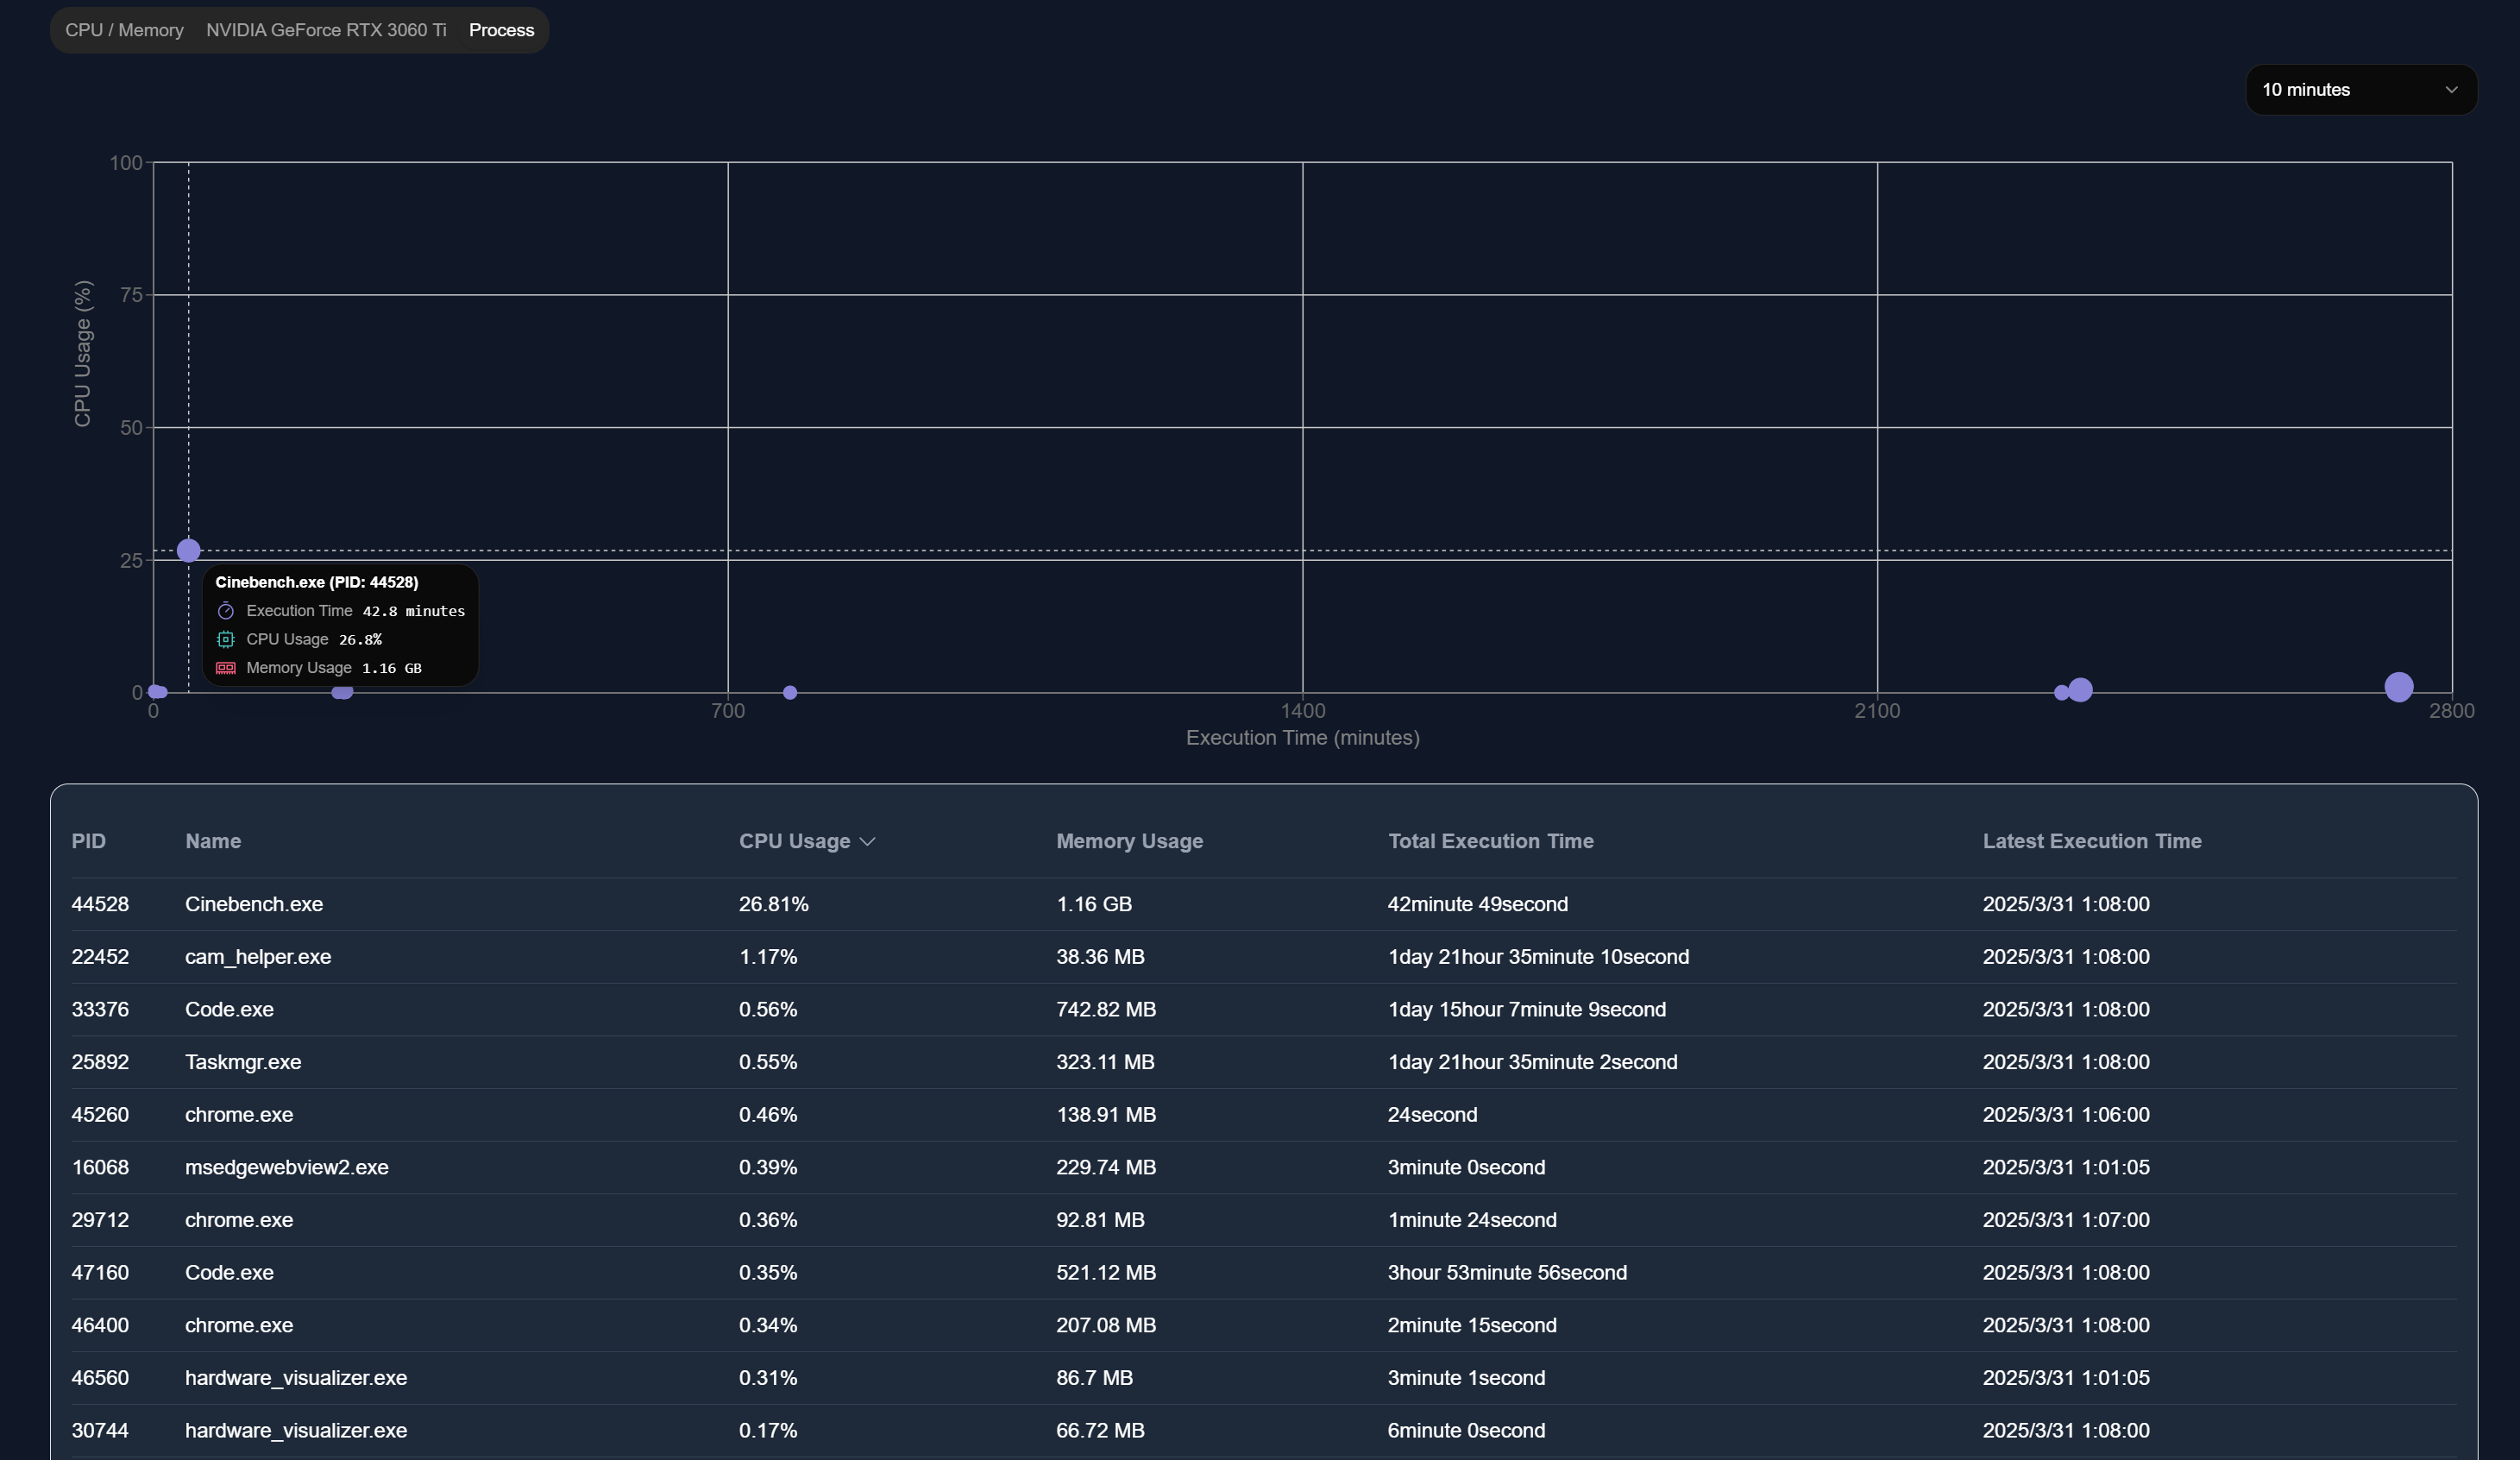 CPU / Memory NVIDIA GeForce RTX 3060 Ti Process
10 minutes
100
75
50
25
0
CPU Usage (%)
Cinebench.exe (PID: 44528)
Execution Time 42.8 minutes
CPU Usage 26.8%
Memory Usage 1.16 GB
0 700 1400 2100 2800
Execution Time (minutes)
PID Name CPU Usage Memory Usage Total Execution Time Latest Execution Time
44528 Cinebench.exe 26.81% 1.16 GB 42minute 49second 2025/3/31 1:08:00
22452 cam_helper.exe 1.17% 38.36 MB 1day 21hour 35minute 10second 2025/3/31 1:08:00
33376 Code.exe 0.56% 742.82 MB 1day 15hour 7minute 9second 2025/3/31 1:08:00
25892 Taskmgr.exe 0.55% 323.11 MB 1day 21hour 35minute 2second 2025/3/31 1:08:00
45260 chrome.exe 0.46% 138.91 MB 24second 2025/3/31 1:06:00
16068 msedgewebview2.exe 0.39% 229.74 MB 3minute 0second 2025/3/31 1:01:05
29712 chrome.exe 0.36% 92.81 MB 1minute 24second 2025/3/31 1:07:00
47160 Code.exe 0.35% 521.12 MB 3hour 53minute 56second 2025/3/31 1:08:00
46400 chrome.exe 0.34% 207.08 MB 2minute 15second 2025/3/31 1:08:00
46560 hardware_visualizer.exe 0.31% 86.7 MB 3minute 1second 2025/3/31 1:01:05
30744 hardware_visualizer.exe 0.17% 66.72 MB 6minute 0second 2025/3/31 1:08:00